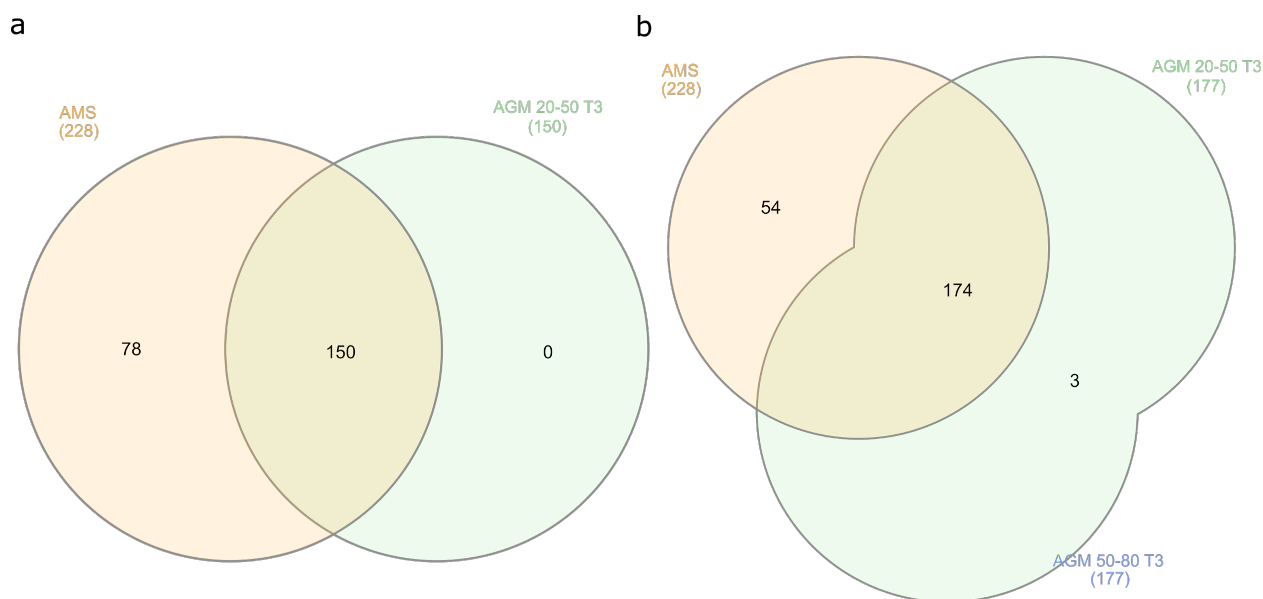 a
AMS
(228)
AGM 20-50 T3
(150)
78
150
0
b
AMS
(228)
AGM 20-50 T3
(177)
54
174
3
AGM 50-80 T3
(177)